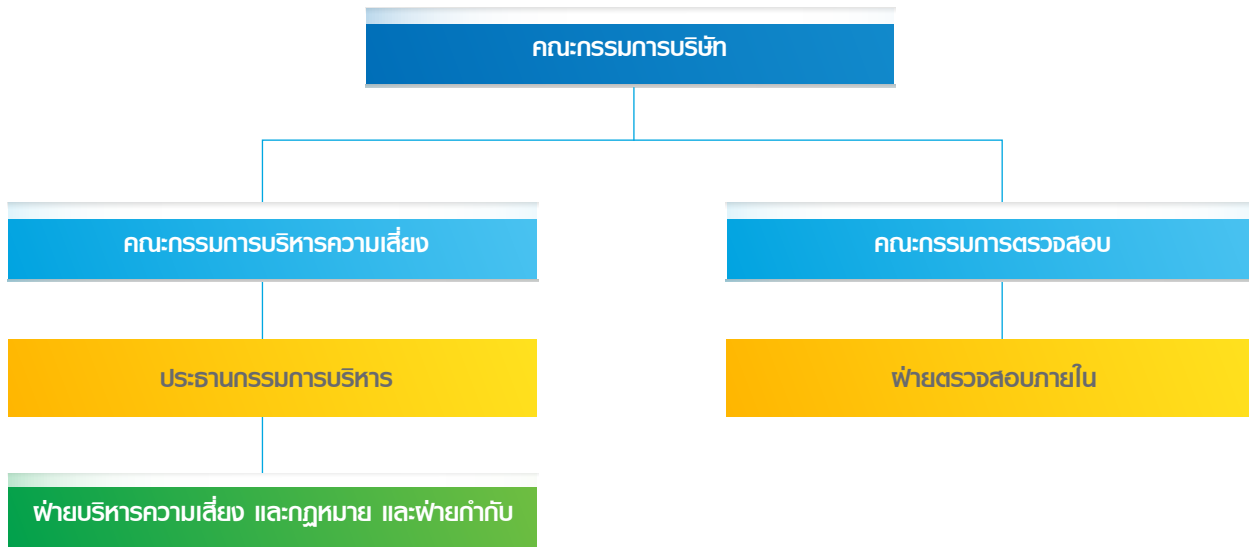 คณะกรรมการบริษัท
คณะกรรมการบริหารความเสี่ยง
คณะกรรมการตรวจสอบ
ประธานกรรมการบริหาร
ฝ่ายตรวจสอบภายใน
ฝ่ายบริหารความเสี่ยง และกฎหมาย และฝ่ายกำกับ